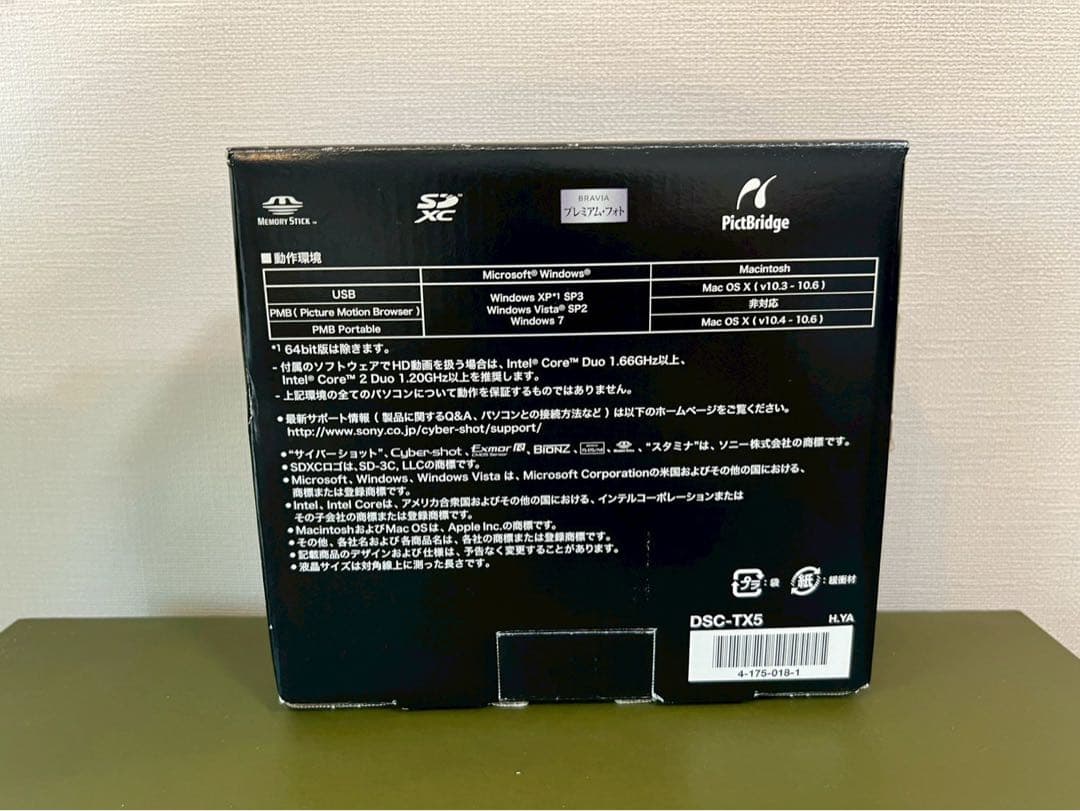 MEMORY STICK ™
SD XC ™
BRAVIA
プレミアム・フォト
PictBridge
■動作環境
Microsoft® Windows® Macintosh
USB Windows XP*1 SP3 Mac OS X ( v10.3 - 10.6 )
PMB ( Picture Motion Browser ) Windows Vista® SP2 非対応
PMB Portable Windows 7 Mac OS X ( v10.4 - 10.6 )
*1 64bit版は除きます。
- 付属のソフトウェアでHD動画を扱う場合は、Intel® Core™ Duo 1.66GHz以上、
Intel® Core™ 2 Duo 1.20GHz以上を推奨します。
- 上記環境の全てのパソコンについて動作を保証するものではありません。
● 最新サポート情報（ 製品に関するQ&A、パソコンとの接続方法など ）は以下のホームページをご覧ください。
http://www.sony.co.jp/cyber-shot/support/
● “サイバーショット”、Cyber-shot、Exmor R CMOS Sensor、BIONZ、、、“スタミナ”は、ソニー株式会社の商標です。
● SDXCロゴは、SD-3C, LLCの商標です。
● Microsoft、Windows、Windows Vista は、Microsoft Corporationの米国およびその他の国における、
商標または登録商標です。
● Intel、Intel Coreは、アメリカ合衆国およびその他の国における、インテルコーポレーションまたは
その子会社の商標または登録商標です。
● MacintoshおよびMac OSは、Apple Inc.の商標です。
● その他、各社名および各商品名は、各社の商標または登録商標です。
● 記載商品のデザインおよび仕様は、予告なく変更することがあります。
● 液晶サイズは対角線上に測った長さです。
プラ：袋 紙：緩衝材
DSC-TX5 H.YA
4-175-018-1